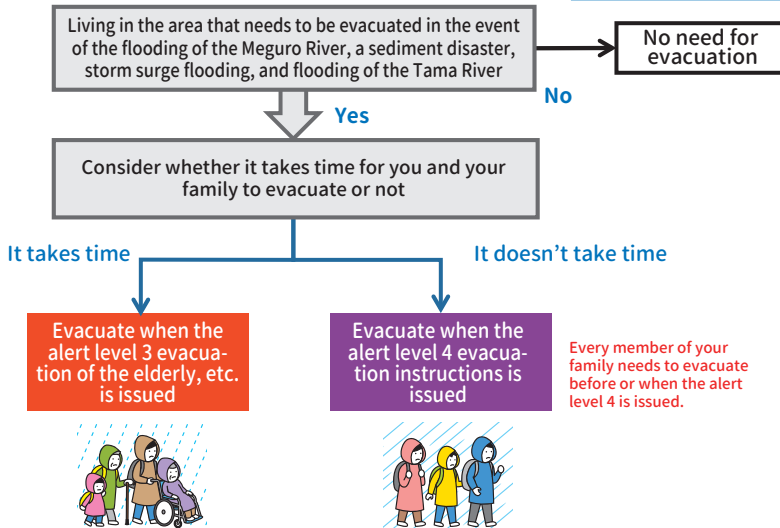 Living in the area that needs to be evacuated in the event
of the flooding of the Meguro River, a sediment disaster,
storm surge flooding, and flooding of the Tama River
No need for
evacuation
No
Yes
Consider whether it takes time for you and your
family to evacuate or not
It takes time
It doesn't take time
Evacuate when the
alert level 3 evacua-
tion of the elderly, etc.
is issued
Evacuate when the
alert level 4 evacua-
tion instructions is
issued
Every member of your
family needs to evacuate
before or when the alert
level 4 is issued.